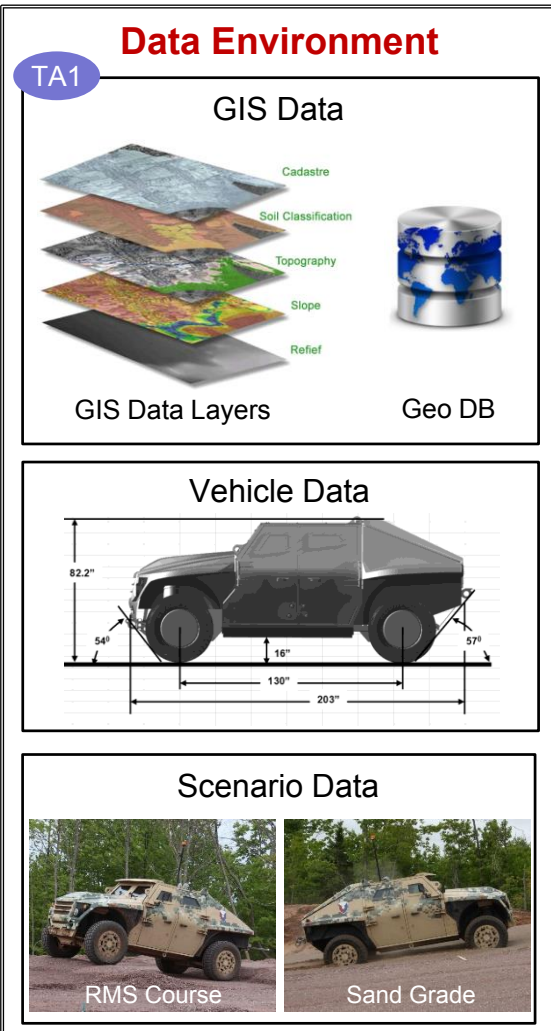 Data Environment
TA1
GIS Data
Cadastre
Soil Classification
Topography
Slope
Refief
GIS Data Layers
Geo DB
Vehicle Data
82.2"
54⁰
16"
57⁰
130"
203"
Scenario Data
RMS Course
Sand Grade